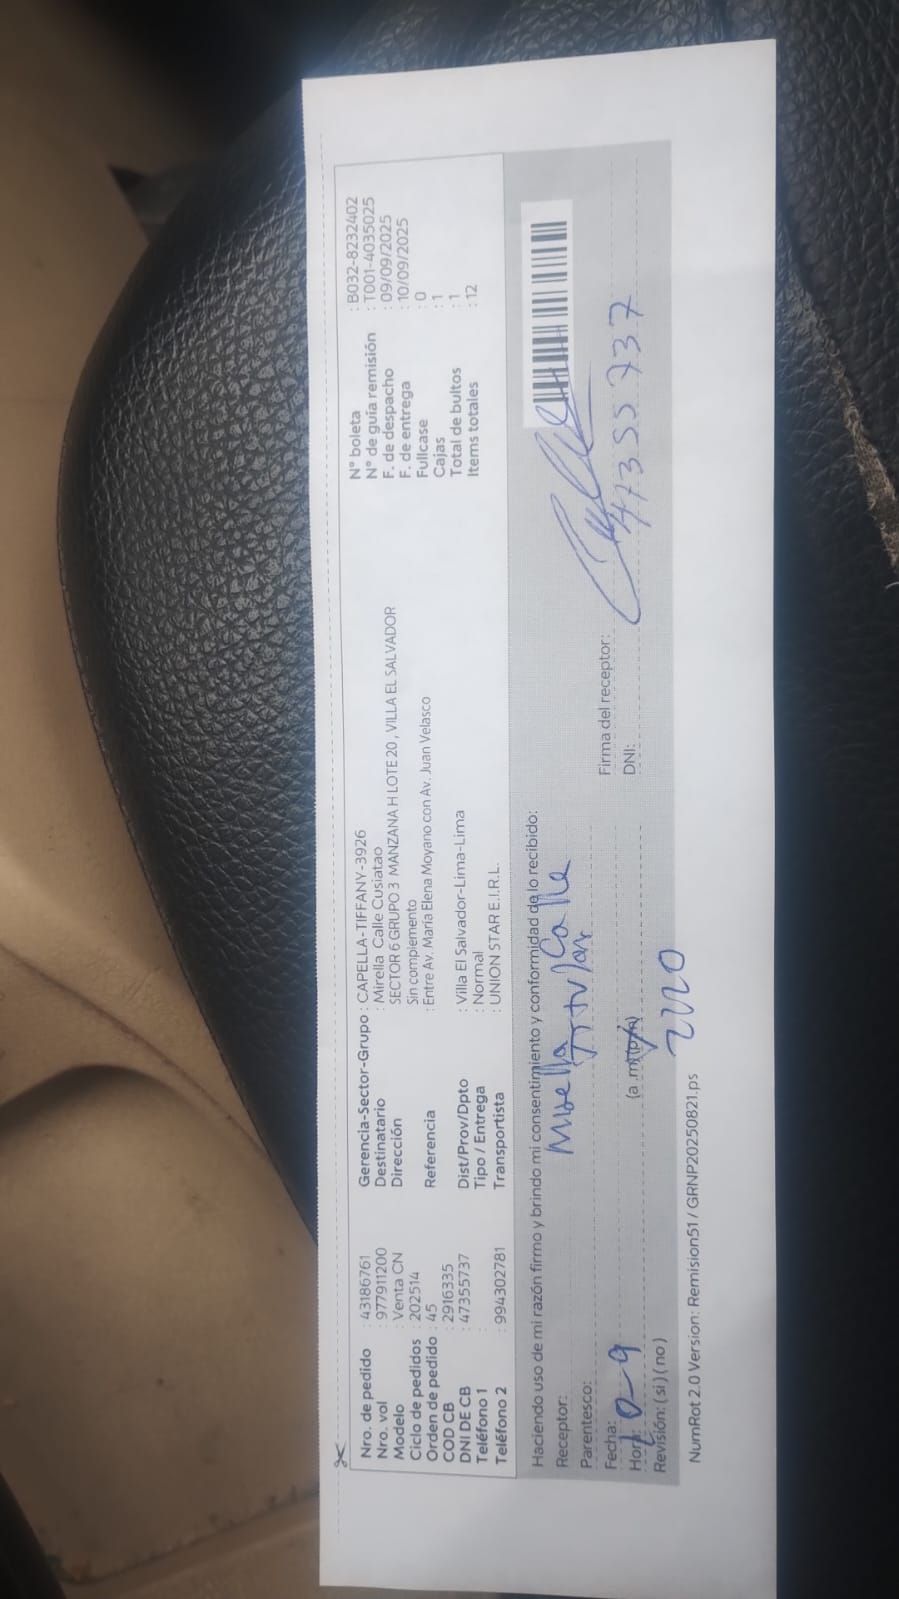 Nro. de pedido : 43186761
Nro. vol : 977911200
Modelo : Venta CN
Ciclo de pedidos : 202514
Orden de pedido : 45
COD CB : 2916335
DNI DE CB : 47355737
Teléfono 1 :
Teléfono 2 : 994302781
Gerencia-Sector-Grupo : CAPELLA-TIFFANY-3926
Destinatario : Mirella Calle Cusiatao
Dirección : SECTOR 6 GRUPO 3 MANZANA H LOTE 20 , VILLA EL SALVADOR
Sin complemento
Referencia : Entre Av. María Elena Moyano con Av. Juan Velasco
Dist/Prov/Dpto : Villa El Salvador-Lima-Lima
Tipo / Entrega : Normal
Transportista : UNION STAR E.I.R.L.
N° boleta : B032-8232402
N° de guía remisión : T001-4035025
F. de despacho : 09/09/2025
F. de entrega : 10/09/2025
Fullcase : 0
Cajas : 1
Total de bultos : 1
Items totales : 12
Haciendo uso de mi razón firmo y brindo mi consentimiento y conformidad de lo recibido:
Receptor: Mirella Calle
Parentesco: Titular
Fecha: 10-9
Hora: (a.m)(p.m)
Revisión: ( si ) ( no ) 2120
Firma del receptor:
DNI: 47355737
NumRot 2.0 Version: Remision51 / GRNP20250821.ps